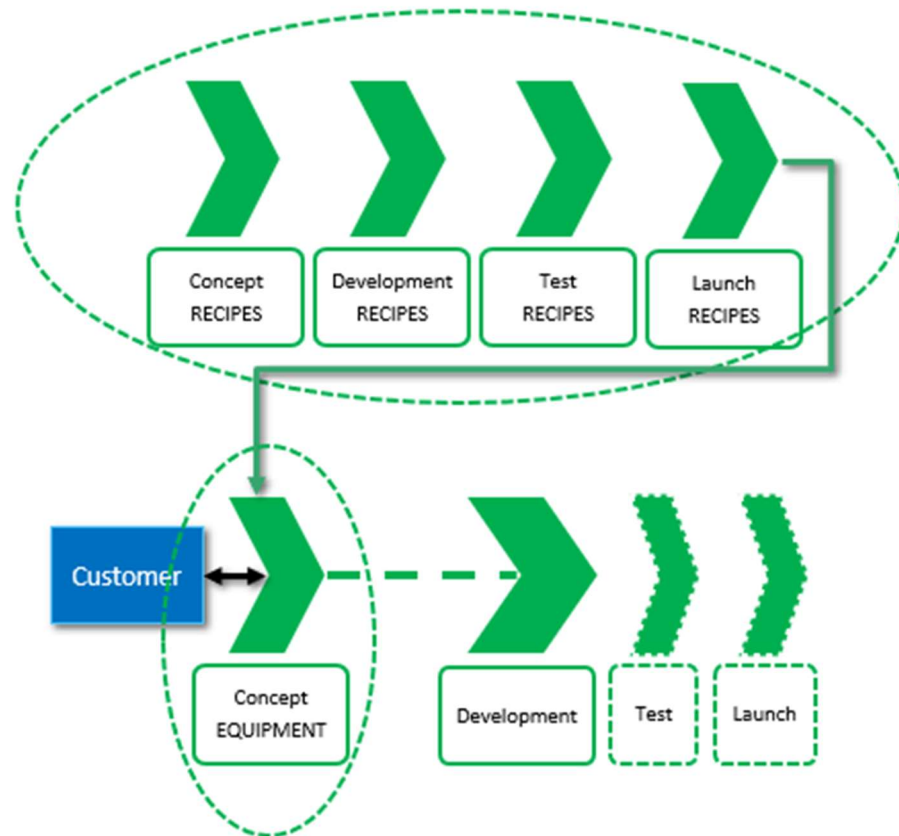 Concept
RECIPES
Development
RECIPES
Test
RECIPES
Launch
RECIPES
Customer
Concept
EQUIPMENT
Development
Test
Launch